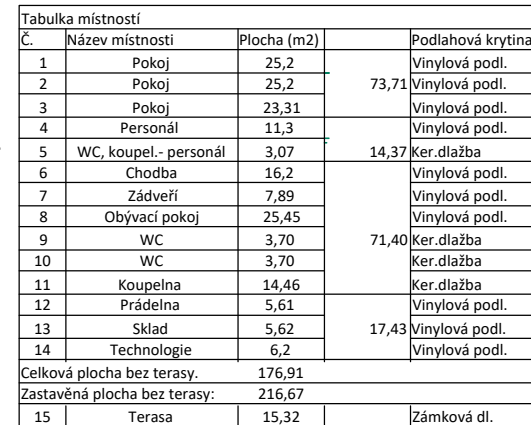 Tabulka místností
Č. Název místnosti Plocha (m2) Podlahová krytina
1 Pokoj 25,2 Vinylová podl.
2 Pokoj 25,2 73,71 Vinylová podl.
3 Pokoj 23,31 Vinylová podl.
4 Personál 11,3 Vinylová podl.
5 WC, koupel.- personál 3,07 14,37 Ker.dlažba
6 Chodba 16,2 Vinylová podl.
7 Zádveří 7,89 Vinylová podl.
8 Obývací pokoj 25,45 Vinylová podl.
9 WC 3,70 71,40 Ker.dlažba
10 WC 3,70 Ker.dlažba
11 Koupelna 14,46 Ker.dlažba
12 Prádelna 5,61 Vinylová podl.
13 Sklad 5,62 17,43 Vinylová podl.
14 Technologie 6,2 Vinylová podl.
Celková plocha bez terasy. 176,91
Zastavěná plocha bez terasy: 216,67
15 Terasa 15,32 Zámková dl.